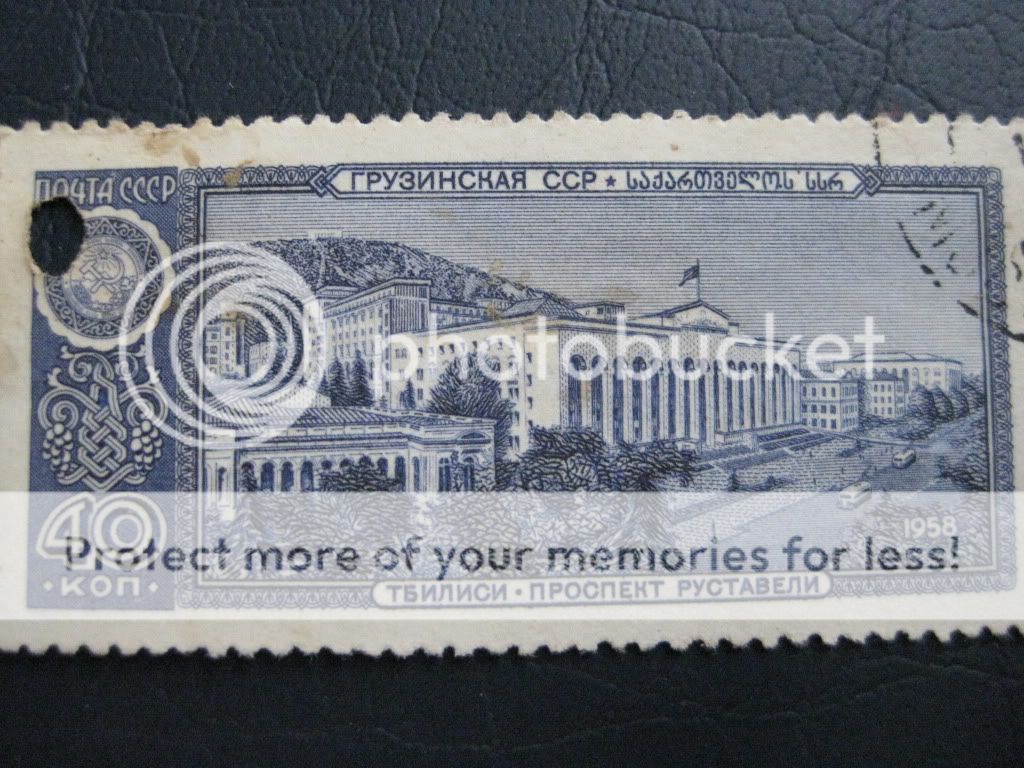 ПОЧТА СССР
ГРУЗИНСКАЯ ССР ★ ᲡᲐᲥᲐᲠᲗᲕᲔᲚᲝᲡ ᲡᲡᲠ
photobucket
1958
40
Protect more of your memories for less!
· КОП ·
ТБИЛИСИ · ПРОСПЕКТ РУСТАВЕЛИ